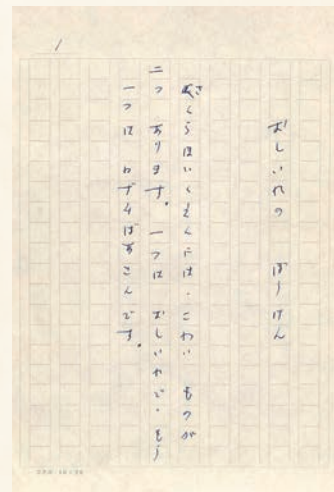 1
おしいれの ぼうけん
さくらほいくえんには、こわい ものが
二つ あります。一つは おしいれで、もう
一つは ねずみばあさんです。